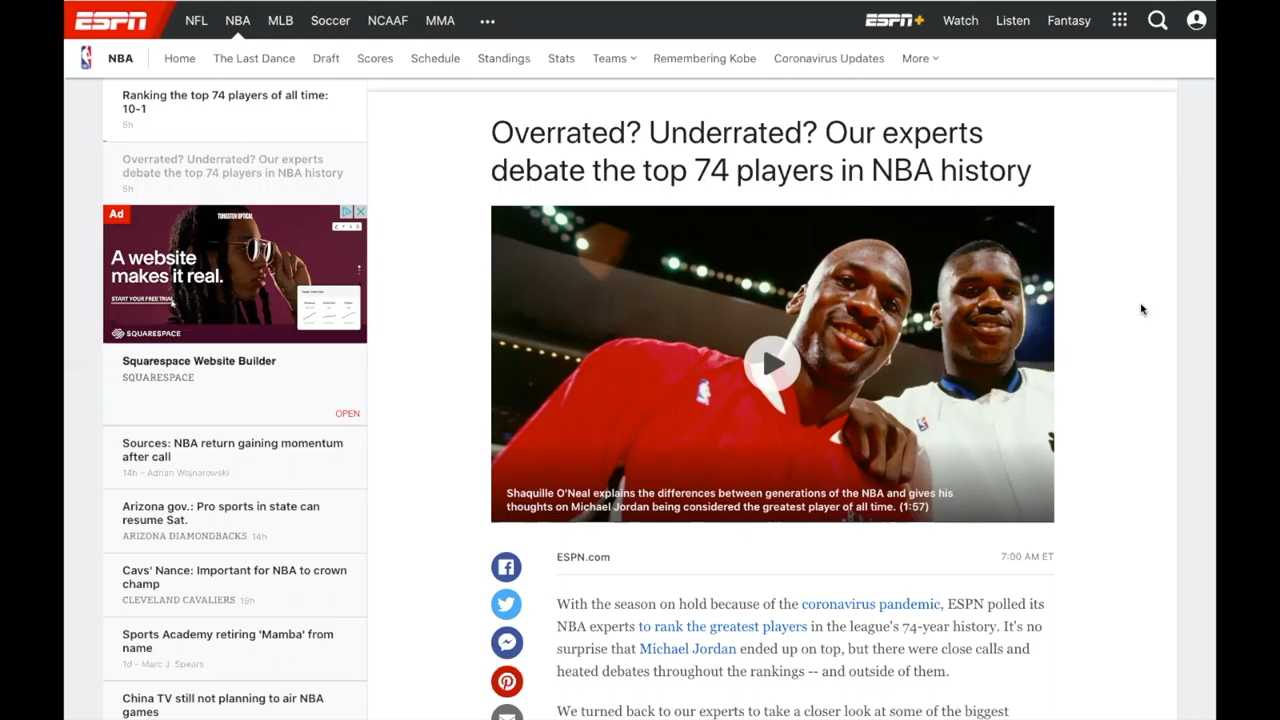 ESPN
NFL NBA MLB Soccer NCAAF MMA
ESPN+ Watch Listen Fantasy
NBA Home The Last Dance Draft Scores Schedule Standings Stats Teams Remembering Kobe Coronavirus Updates More
Ranking the top 74 players of all time:
10-1
5h
Overrated? Underrated? Our experts
debate the top 74 players in NBA history
9h
Ad
TUNGSTEN OPTICAL
A website
makes it real.
START YOUR FREE TRIAL
SQUARESPACE
Squarespace Website Builder
SQUARESPACE
OPEN
Sources: NBA return gaining momentum
after call
14h - Adrian Wojnarowski
Arizona gov.: Pro sports in state can
resume Sat.
ARIZONA DIAMONDBACKS 14h
Cavs' Nance: Important for NBA to crown
champ
CLEVELAND CAVALIERS 19h
Sports Academy retiring 'Mamba' from
name
1d - Marc J. Spears
China TV still not planning to air NBA
games
Overrated? Underrated? Our experts
debate the top 74 players in NBA history
Shaquille O'Neal explains the differences between generations of the NBA and gives his
thoughts on Michael Jordan being considered the greatest player of all time. (1:57)
ESPN.com
7:00 AM ET
With the season on hold because of the coronavirus pandemic, ESPN polled its
NBA experts to rank the greatest players in the league's 74-year history. It's no
surprise that Michael Jordan ended up on top, but there were close calls and
heated debates throughout the rankings -- and outside of them.
We turned back to our experts to take a closer look at some of the biggest